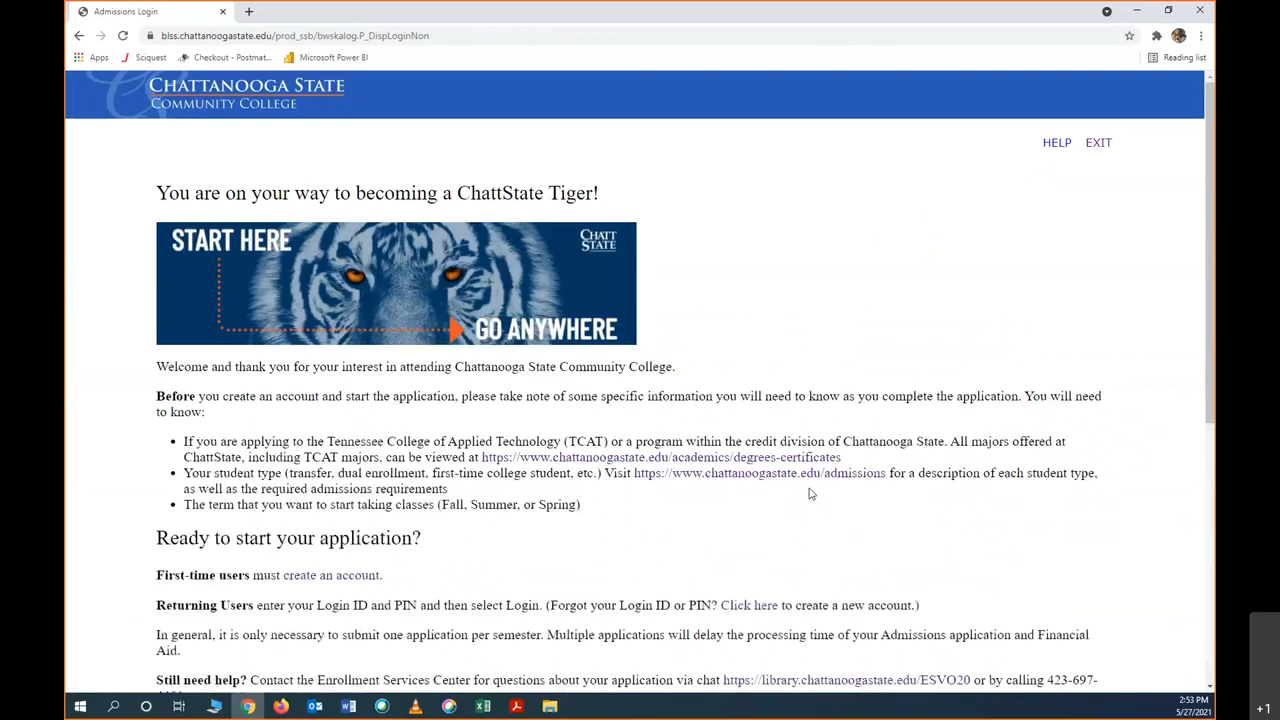 Admissions Login
blss.chattanoogastate.edu/prod_ssb/bwskalog.P_DispLoginNon
Apps Sciquest Checkout - Postmat... Microsoft Power BI Reading list
CHATTANOOGA STATE
COMMUNITY COLLEGE
HELP EXIT
You are on your way to becoming a ChattState Tiger!
START HERE
CHATT
STATE
GO ANYWHERE
Welcome and thank you for your interest in attending Chattanooga State Community College.
Before you create an account and start the application, please take note of some specific information you will need to know as you complete the application. You will need
to know:
• If you are applying to the Tennessee College of Applied Technology (TCAT) or a program within the credit division of Chattanooga State. All majors offered at
ChattState, including TCAT majors, can be viewed at https://www.chattanoogastate.edu/academics/degrees-certificates
• Your student type (transfer, dual enrollment, first-time college student, etc.) Visit https://www.chattanoogastate.edu/admissions for a description of each student type,
as well as the required admissions requirements
• The term that you want to start taking classes (Fall, Summer, or Spring)
Ready to start your application?
First-time users must create an account.
Returning Users enter your Login ID and PIN and then select Login. (Forgot your Login ID or PIN? Click here to create a new account.)
In general, it is only necessary to submit one application per semester. Multiple applications will delay the processing time of your Admissions application and Financial
Aid.
Still need help? Contact the Enrollment Services Center for questions about your application via chat https://library.chattanoogastate.edu/ESVO20 or by calling 423-697-
2:53 PM
5/27/2021
+1